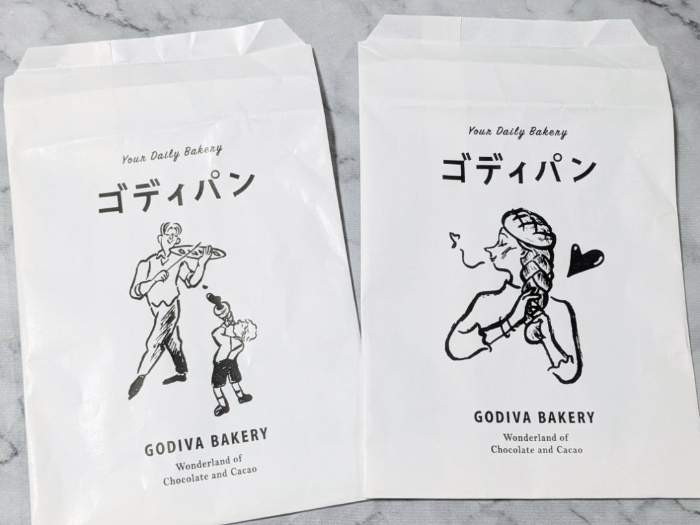 Your Daily Bakery
ゴディパン
GODIVA BAKERY
Wonderland of
Chocolate and Cacao
Your Daily Bakery
ゴディパン
GODIVA BAKERY
Wonderland of
Chocolate and Cacao